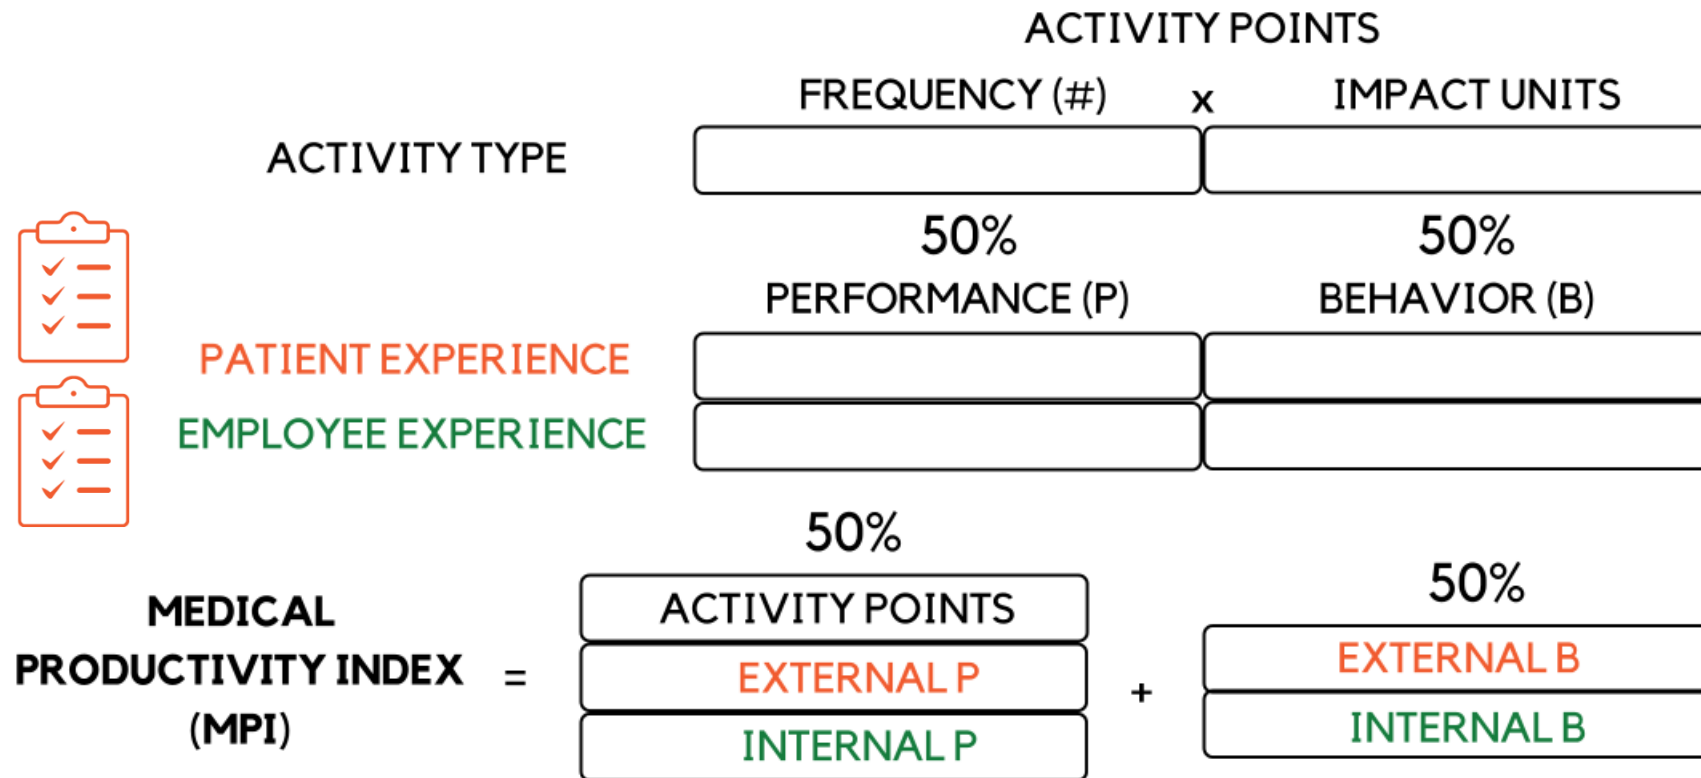 ACTIVITY POINTS
FREQUENCY (#) x IMPACT UNITS
ACTIVITY TYPE
50% 50%
PERFORMANCE (P) BEHAVIOR (B)
PATIENT EXPERIENCE
EMPLOYEE EXPERIENCE
50%
50%
MEDICAL
PRODUCTIVITY INDEX
(MPI)
=
ACTIVITY POINTS
EXTERNAL P
INTERNAL P
+
EXTERNAL B
INTERNAL B